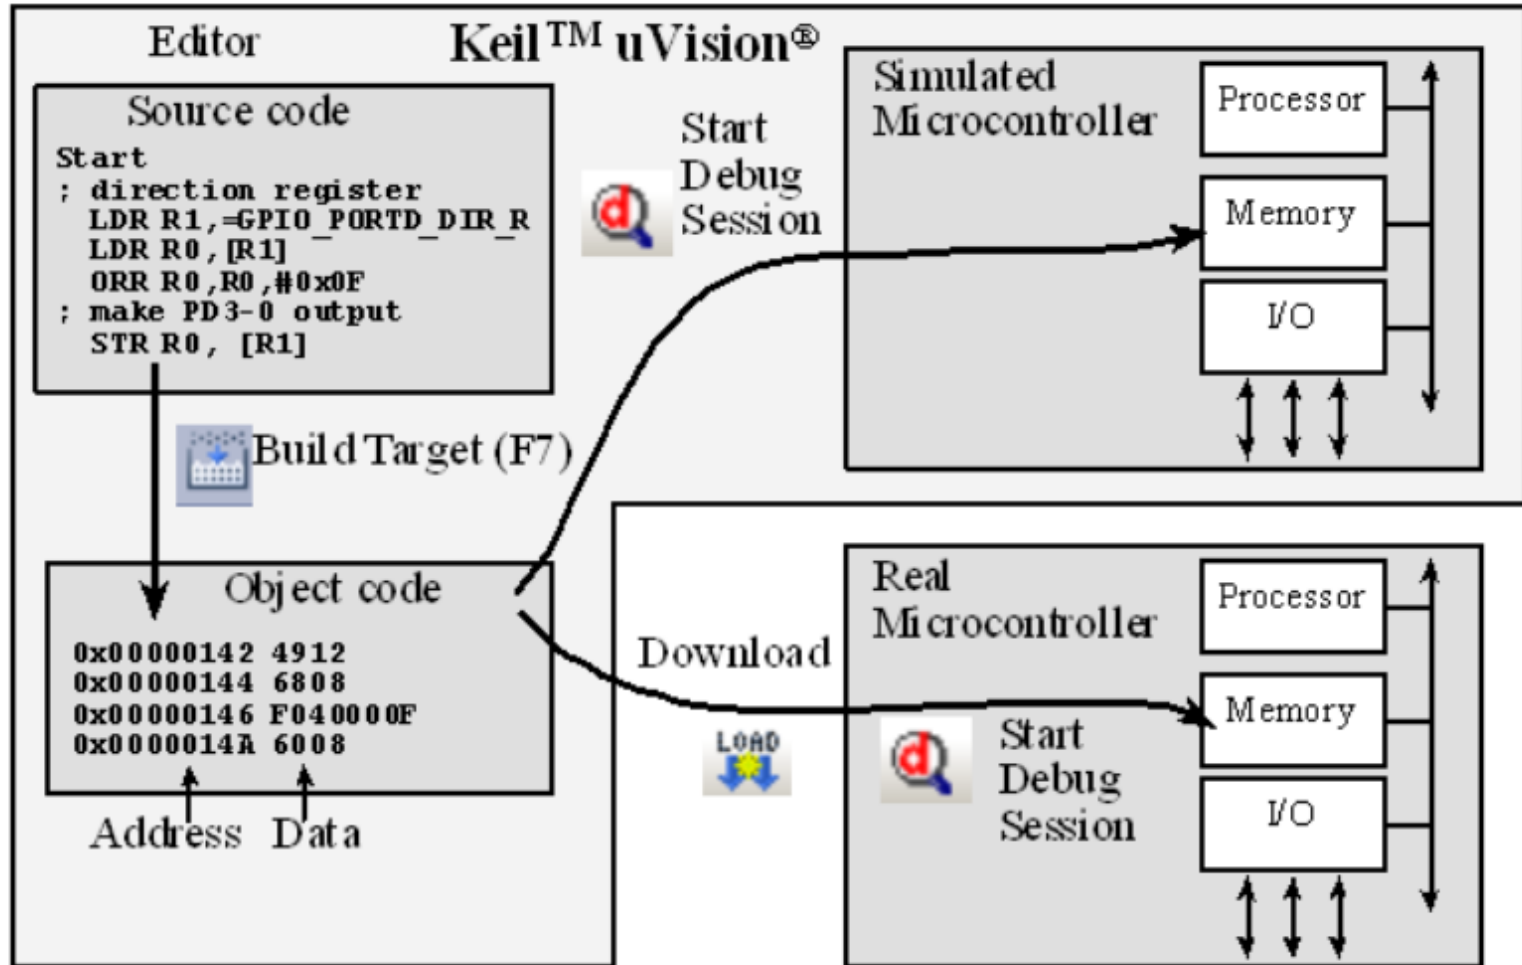 Editor
Keil™ uVision®
Source code
Start
; direction register
LDR R1,=GPIO_PORTD_DIR_R
LDR R0,[R1]
ORR R0,R0,#0x0F
; make PD3-0 output
STR R0, [R1]
Build Target (F7)
Object code
0x00000142 4912
0x00000144 6808
0x00000146 F040000F
0x0000014A 6008
Address Data
d
Start
Debug
Session
Simulated
Microcontroller
Processor
Memory
I/O
Download
LOAD
Real
Microcontroller
d
Start
Debug
Session
Processor
Memory
I/O